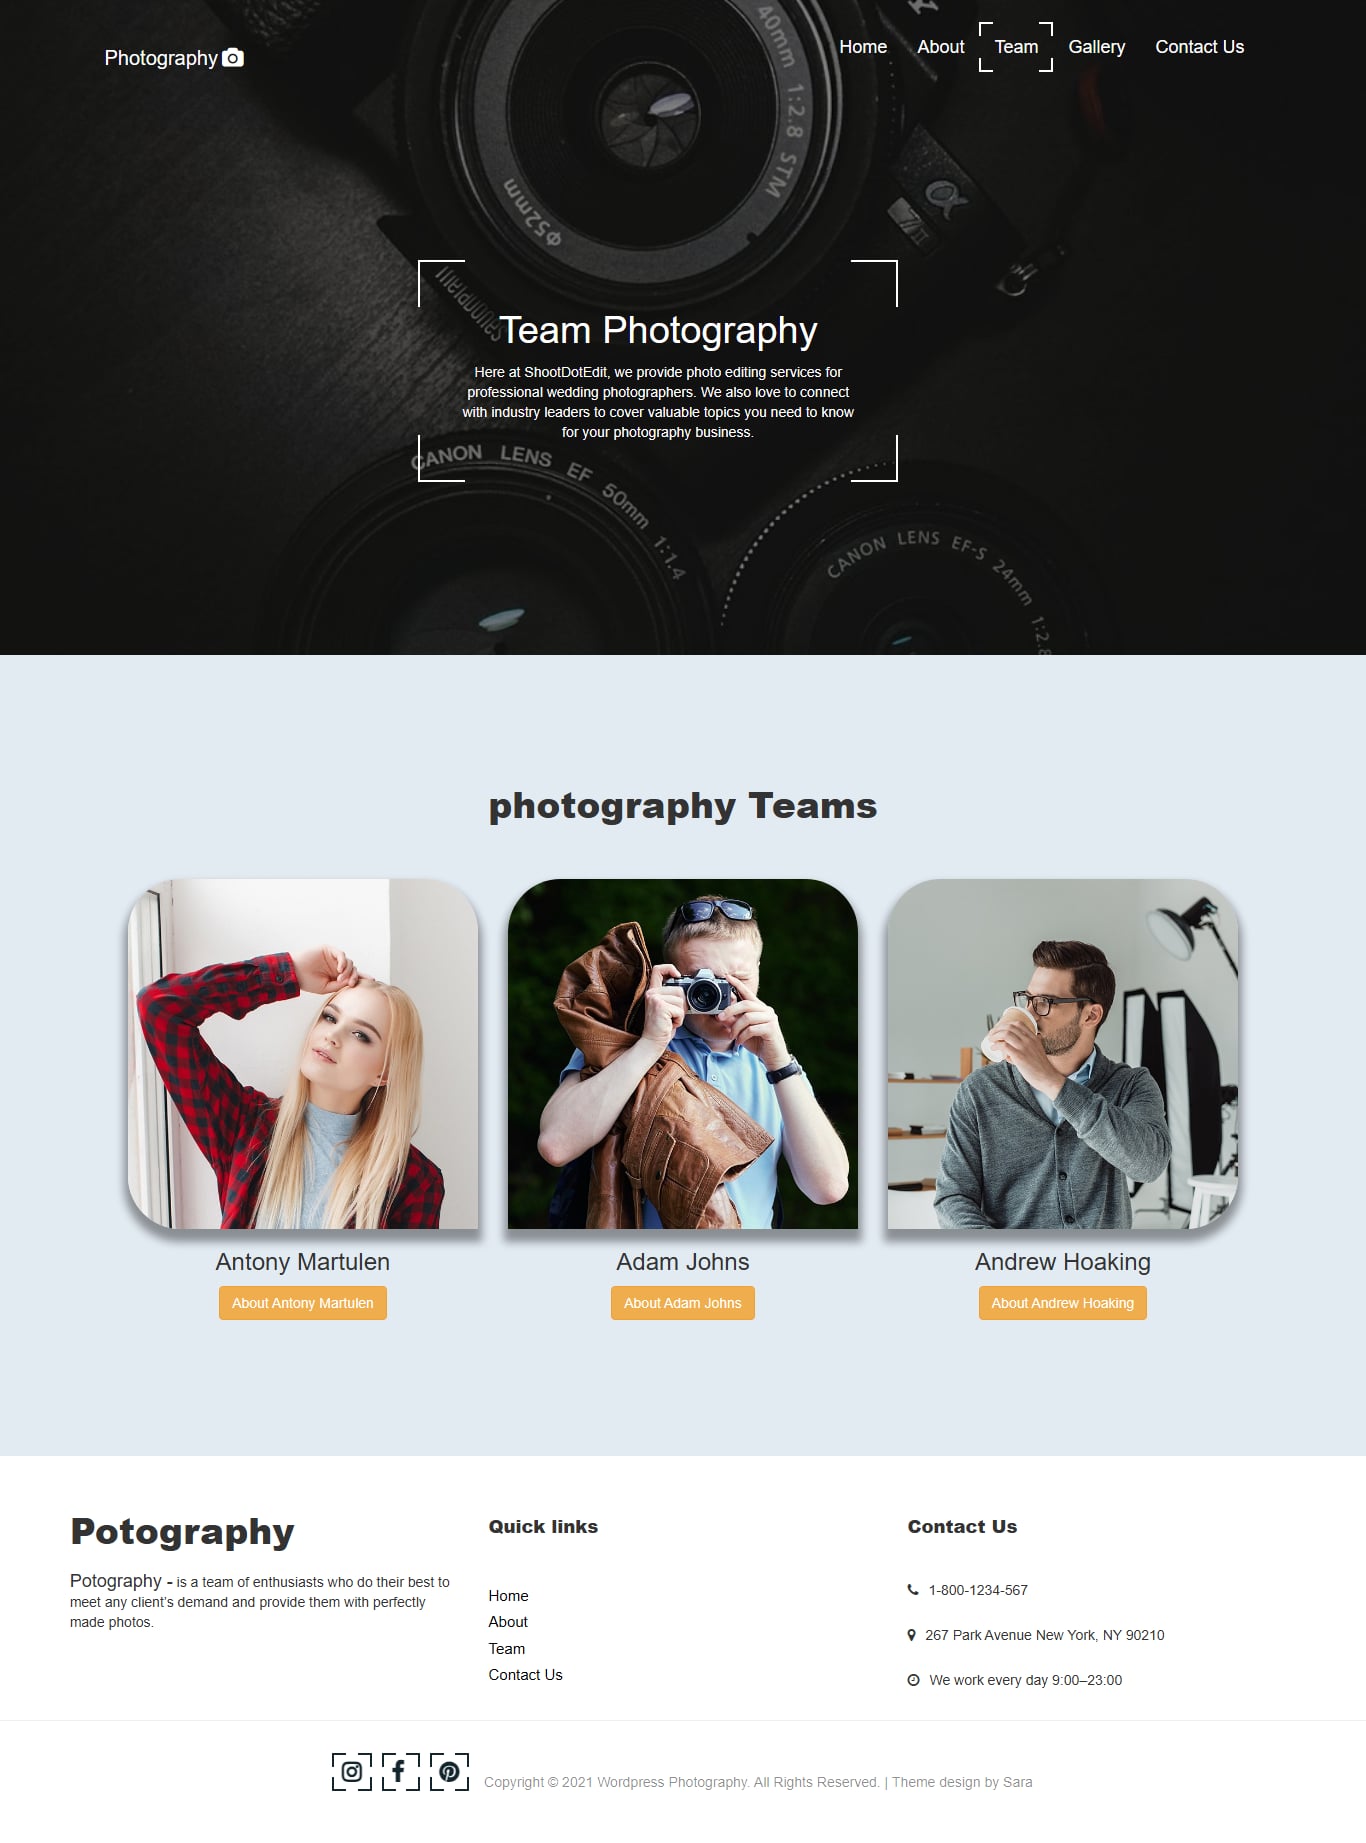 Photography
Home About Team Gallery Contact Us
40mm 1:2.8 STM
Φ52mm
α
7II
Team Photography
Here at ShootDotEdit, we provide photo editing services for
professional wedding photographers. We also love to connect
with industry leaders to cover valuable topics you need to know
for your photography business.
CANON LENS EF 50mm 1:1.4
CANON LENS EF-S 24mm 1:2.8
photography Teams
Antony Martulen
About Antony Martulen
Adam Johns
About Adam Johns
Andrew Hoaking
About Andrew Hoaking
Potography
Potography - is a team of enthusiasts who do their best to
meet any client’s demand and provide them with perfectly
made photos.
Quick links
Home
About
Team
Contact Us
Contact Us
1-800-1234-567
267 Park Avenue New York, NY 90210
We work every day 9:00–23:00
Copyright © 2021 Wordpress Photography. All Rights Reserved. | Theme design by Sara